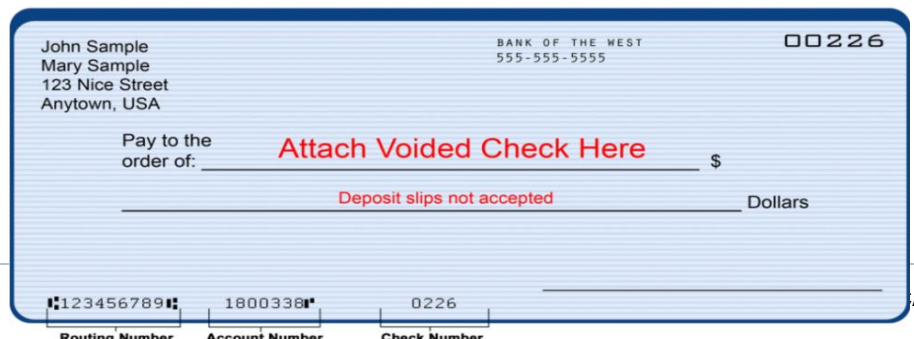 John Sample
Mary Sample
123 Nice Street
Anytown, USA
BANK OF THE WEST
555-555-5555
00226
Pay to the
order of:
Attach Voided Check Here
$
Deposit slips not accepted
Dollars
⑆123456789⑆ 1800338⑈ 0226
Routing Number Account Number Check Number